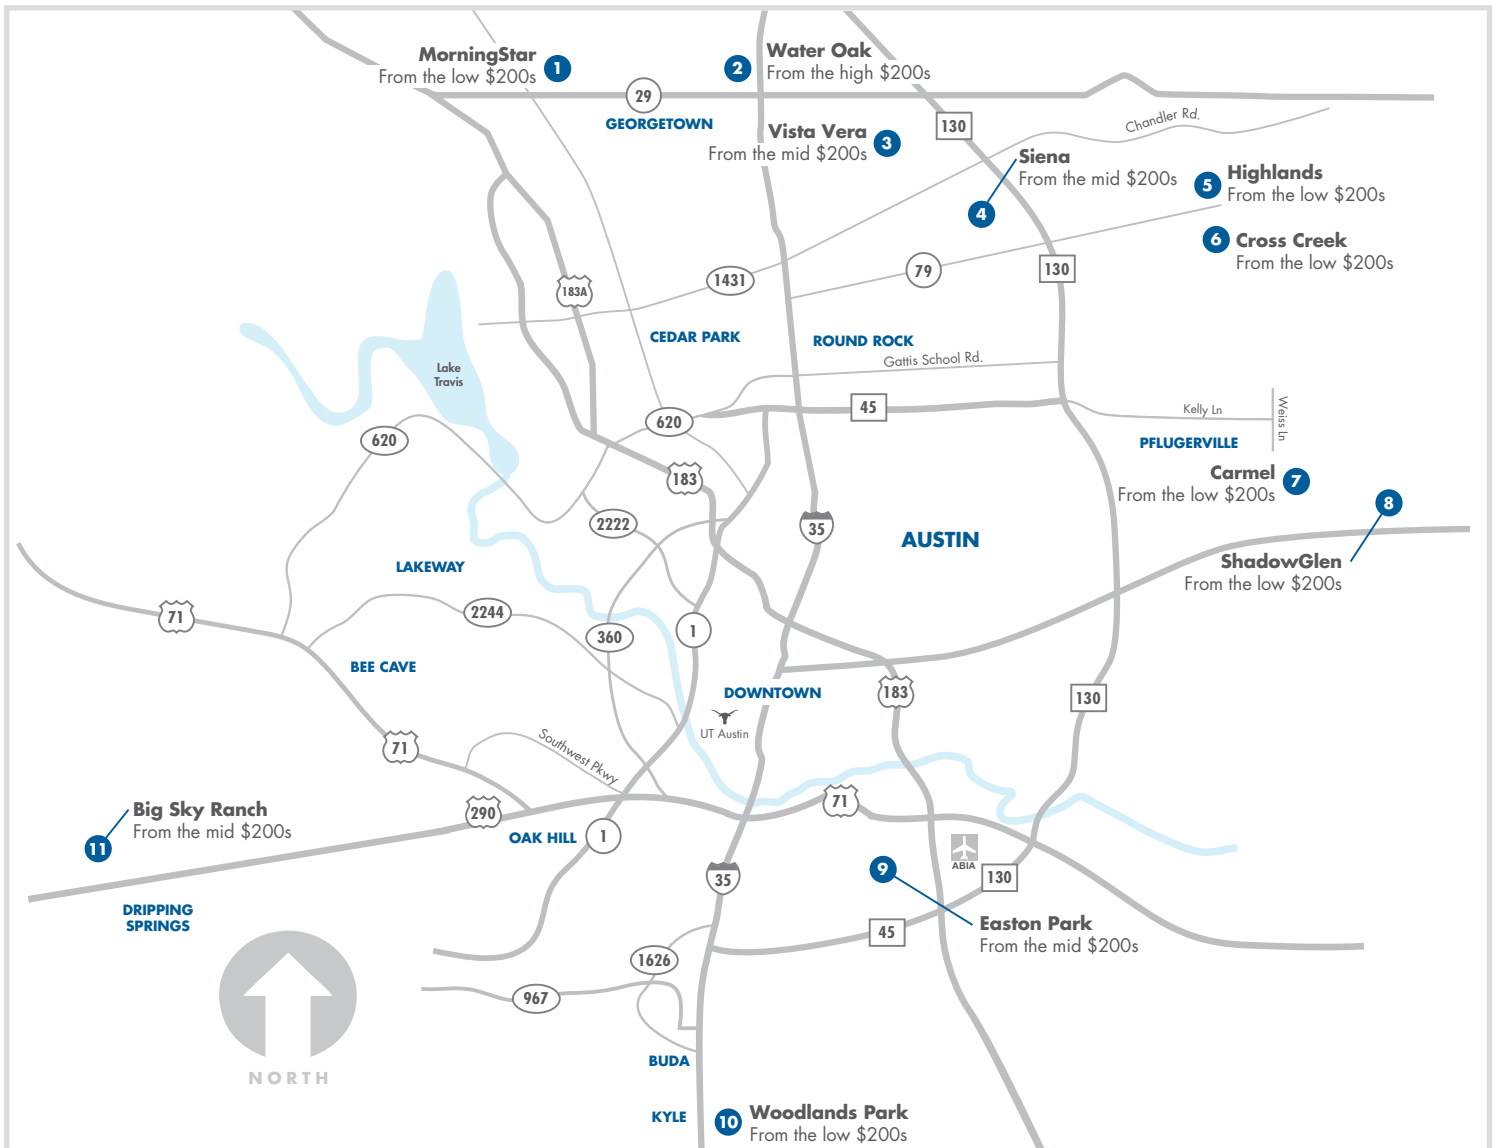 MorningStar
From the low $200s
1
2
Water Oak
From the high $200s
29
GEORGETOWN
Vista Vera
From the mid $200s
3
130
Chandler Rd.
Siena
From the mid $200s
4
5
Highlands
From the low $200s
6
Cross Creek
From the low $200s
183A
1431
79
130
CEDAR PARK
ROUND ROCK
Gattis School Rd.
Lake
Travis
620
620
45
Kelly Ln
Weiss Ln
PFLUGERVILLE
183
Carmel
From the low $200s
7
8
2222
35
AUSTIN
ShadowGlen
From the low $200s
LAKEWAY
71
2244
360
1
BEE CAVE
DOWNTOWN
UT Austin
183
130
71
Southwest Pkwy
290
71
Big Sky Ranch
From the mid $200s
11
OAK HILL
1
ABIA
130
35
9
DRIPPING
SPRINGS
Easton Park
From the mid $200s
45
1626
967
NORTH
BUDA
KYLE
10
Woodlands Park
From the low $200s